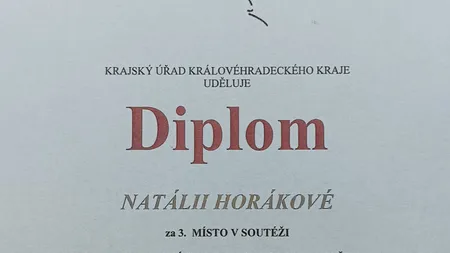 KRAJSKÝ ÚŘAD KRÁLOVÉHRADECKÉHO KRAJE
UDĚLUJE
Diplom
NATÁLII HORÁKOVÉ
za 3. MÍSTO V SOUTĚŽI